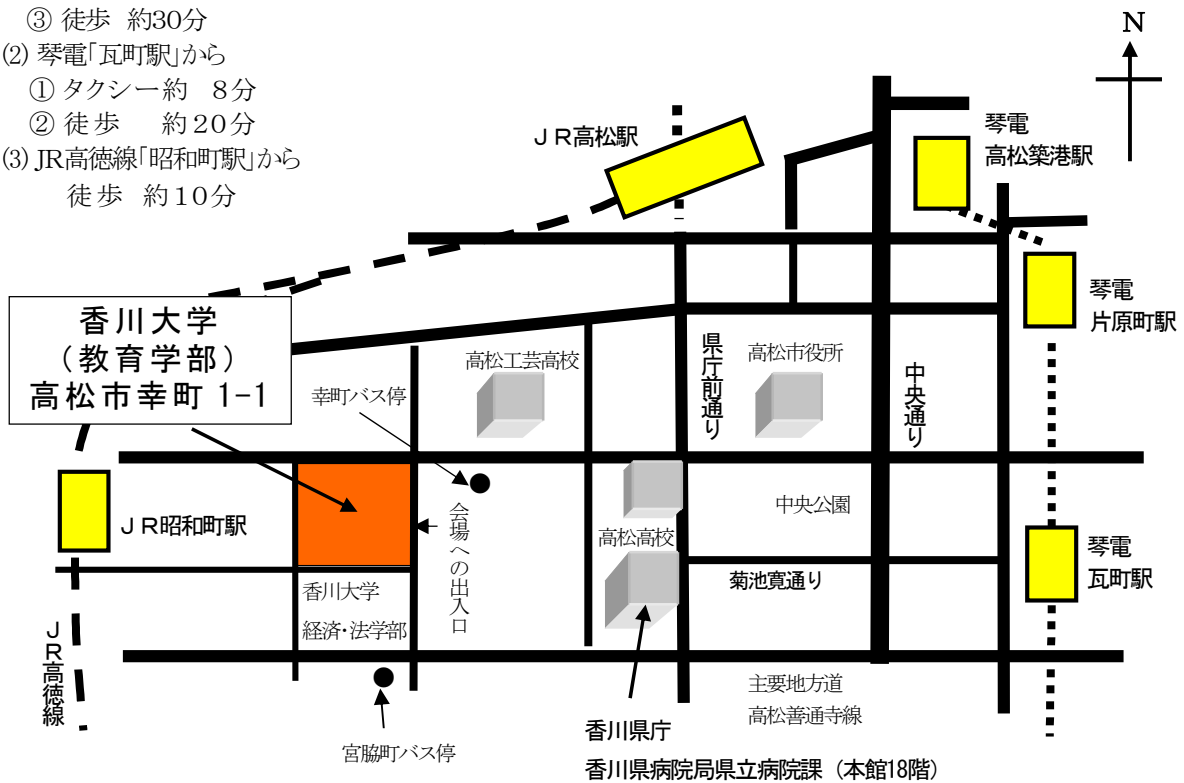 ③ 徒歩 約30分
⑵ 琴電「瓦町駅」から
① タクシー約 8分
② 徒歩 約20分
⑶ JR高徳線「昭和町駅」から
徒歩 約10分
N
JR高松駅
琴電
高松築港駅
琴電
片原町駅
香川大学
(教育学部)
高松市幸町 1-1
高松工芸高校
幸町バス停
県庁前通り
高松市役所
中央通り
JR昭和町駅
会場への出入口
高松高校
中央公園
菊池寛通り
琴電
瓦町駅
香川大学
経済・法学部
JR高徳線
宮脇町バス停
主要地方道
高松善通寺線
香川県庁
香川県病院局県立病院課(本館18階)